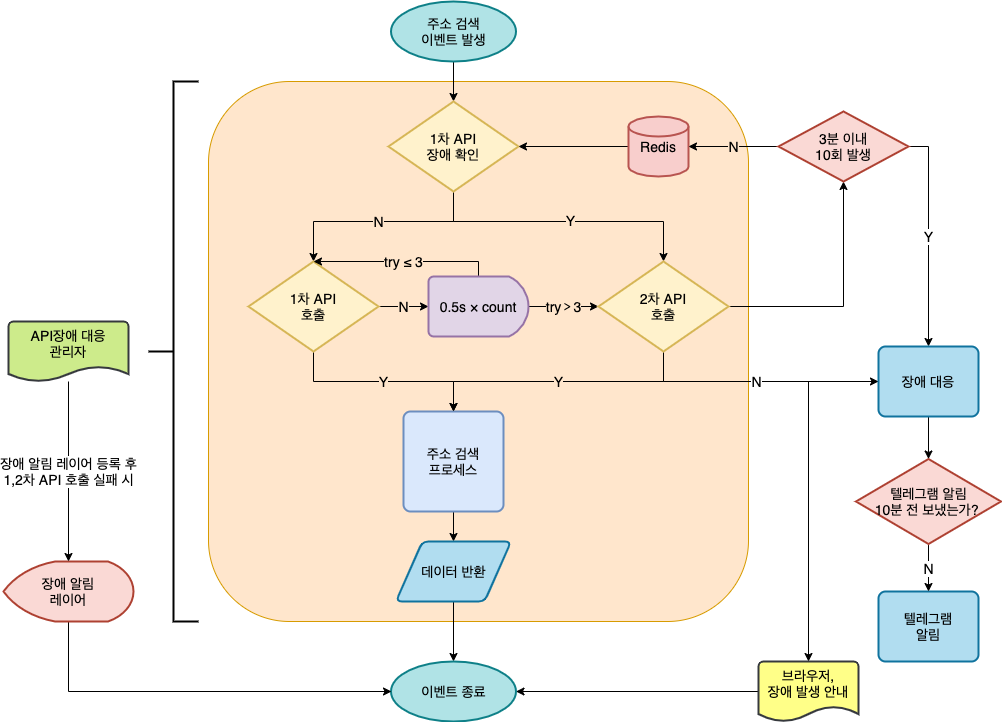 주소 검색
이벤트 발생
1차 API
장애 확인
Redis
N
3분 이내
10회 발생
N
Y
Y
try ≤ 3
1차 API
호출
N
0.5s × count
try > 3
2차 API
호출
API장애 대응
관리자
Y
Y
N
장애 대응
주소 검색
프로세스
장애 알림 레이어 등록 후
1,2차 API 호출 실패 시
텔레그램 알림
10분 전 보냈는가?
데이터 반환
N
장애 알림
레이어
텔레그램
알림
이벤트 종료
브라우저,
장애 발생 안내